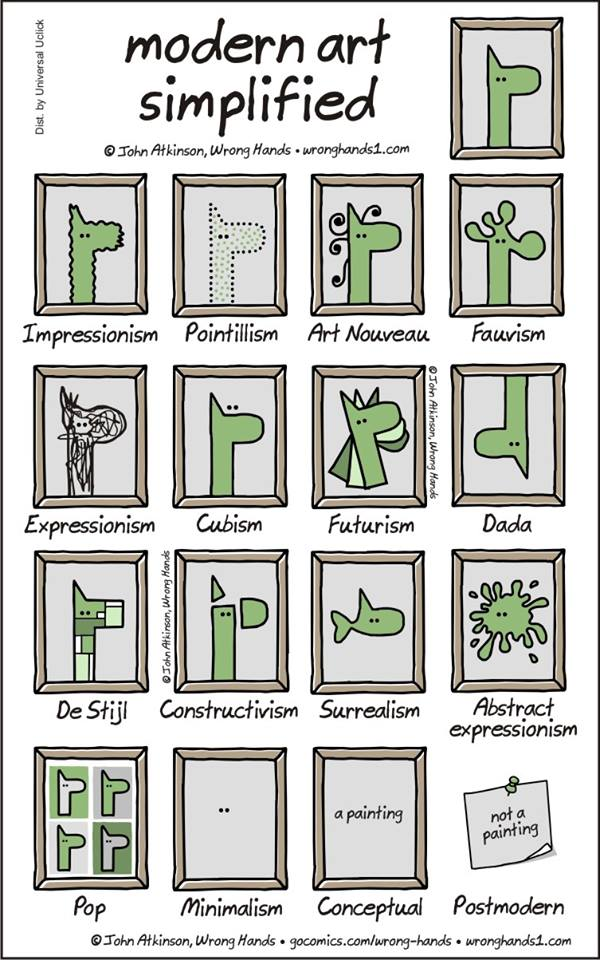 Dist. by Universal Uclick
modern art
simplified
© John Atkinson, Wrong Hands • wronghands1.com
Impressionism
Pointillism
Art Nouveau
Fauvism
© John Atkinson, Wrong Hands
Expressionism
Cubism
Futurism
Dada
© John Atkinson, Wrong Hands
De Stijl
Constructivism
Surrealism
Abstract
expressionism
a painting
not a
painting
Pop
Minimalism
Conceptual
Postmodern
© John Atkinson, Wrong Hands • gocomics.com/wrong-hands • wronghands1.com